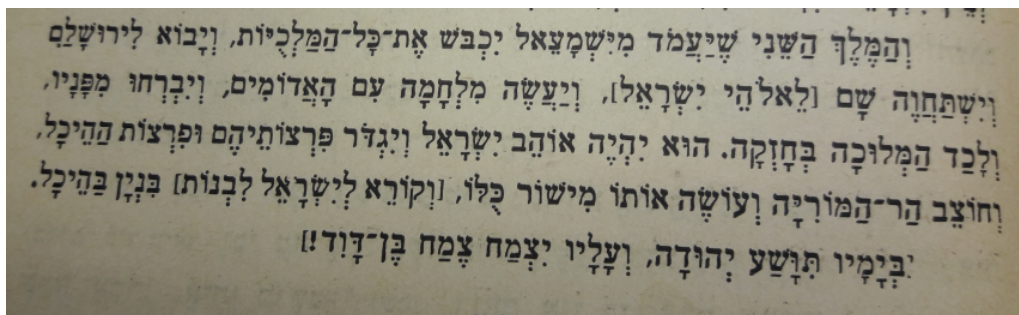 וְהַמֶּלֶךְ הַשֵּׁנִי שֶׁיַּעֲמֹד מִיִּשְׁמָעֵאל יִכְבֹּשׁ אֶת־כָּל־הַמַּלְכֻיּוֹת, וְיָבוֹא לִירוּשָׁלַםִ
וְיִשְׁתַּחֲוֶה שָׁם [לֵאלֹהֵי יִשְׂרָאֵל], וְיַעֲשֶׂה מִלְחָמָה עִם הָאֲדוֹמִים, וְיִבְרְחוּ מִפָּנָיו,
וְלָכַד הַמְּלוּכָה בְּחָזְקָה. הוּא יִהְיֶה אוֹהֵב יִשְׂרָאֵל וְיִגְדֹּר פִּרְצוֹתֵיהֶם וּפִרְצוֹת הַהֵיכָל,
וְחוֹצֵב הַר־הַמּוֹרִיָּה וְעוֹשֶׂה אוֹתוֹ מִישׁוֹר כֻּלּוֹ, [וְקוֹרֵא לְיִשְׂרָאֵל לִבְנוֹת] בִּנְיָן בַּהֵיכָל.
בְּיָמָיו תִּוָּשַׁע יְהוּדָה, וְעָלָיו יִצְמַח צֶמַח בֶּן־דָּוִד!]